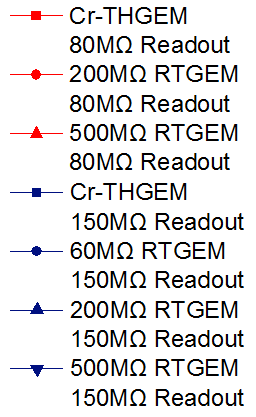 Cr-THGEM
80MΩ Readout
200MΩ RTGEM
80MΩ Readout
500MΩ RTGEM
80MΩ Readout
Cr-THGEM
150MΩ Readout
60MΩ RTGEM
150MΩ Readout
200MΩ RTGEM
150MΩ Readout
500MΩ RTGEM
150MΩ Readout